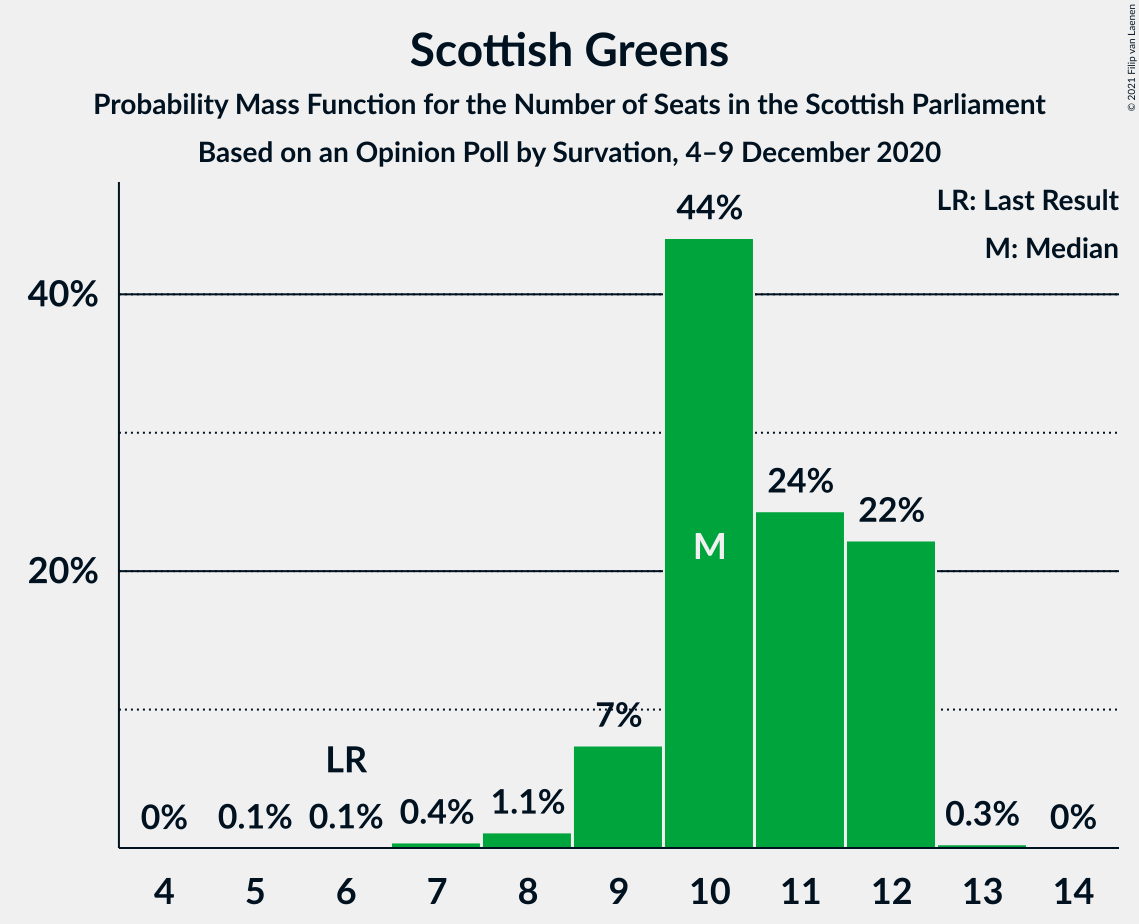 Scottish Greens
Probability Mass Function for the Number of Seats in the Scottish Parliament
Based on an Opinion Poll by Survation, 4–9 December 2020
© 2021 Filip van Laenen
LR: Last Result
M: Median
44%
40%
24%
22%
M
20%
7%
LR
0%
0.1%
0.1%
0.4%
1.1%
0.3%
0%
4 5 6 7 8 9 10 11 12 13 14